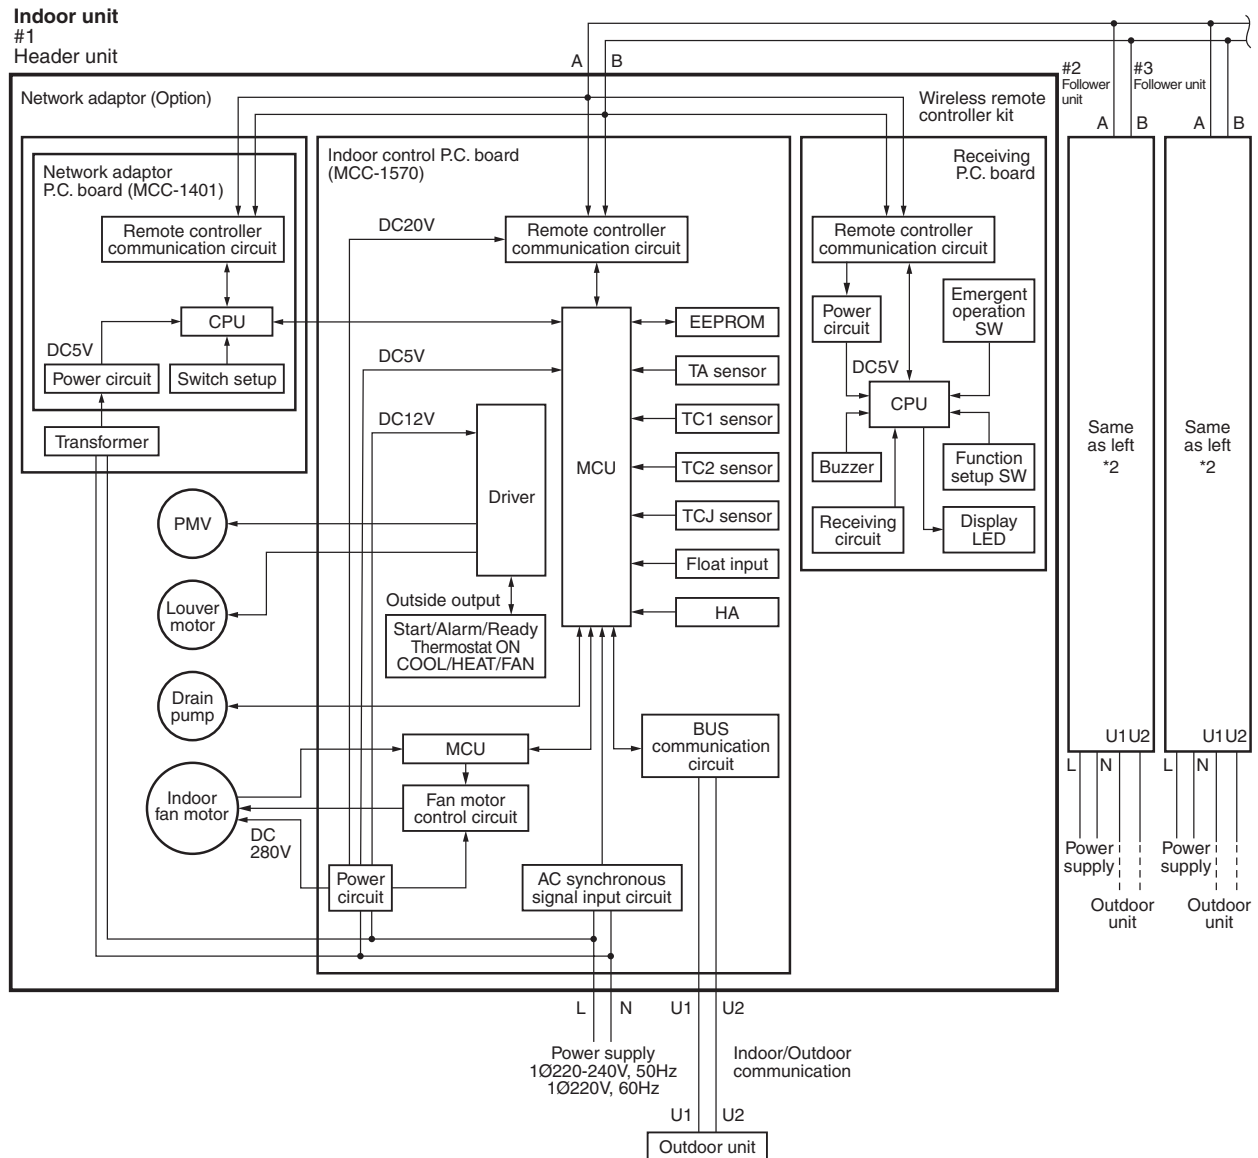 Indoor unit
#1
Header unit
A
B
#2
Follower
unit
#3
Follower unit
Network adaptor (Option)
Wireless remote
controller kit
A
B
A
B
Network adaptor
P.C. board (MCC-1401)
Indoor control P.C. board
(MCC-1570)
Receiving
P.C. board
Remote controller
communication circuit
DC20V
Remote controller
communication circuit
Remote controller
communication circuit
CPU
DC5V
Power circuit
Switch setup
Transformer
DC5V
DC12V
Driver
MCU
EEPROM
TA sensor
TC1 sensor
TC2 sensor
TCJ sensor
Float input
HA
Power
circuit
Emergent
operation
SW
DC5V
CPU
Buzzer
Function
setup SW
Receiving
circuit
Display
LED
Same
as left
*2
Same
as left
*2
PMV
Louver
motor
Outside output
Start/Alarm/Ready
Thermostat ON
COOL/HEAT/FAN
Drain
pump
MCU
BUS
communication
circuit
Indoor
fan motor
Fan motor
control circuit
DC
280V
Power
circuit
AC synchronous
signal input circuit
U1 U2
U1 U2
L
N
L
N
Power
supply
Power
supply
Outdoor
unit
Outdoor
unit
L
N
U1
U2
Power supply
1Ø220-240V, 50Hz
1Ø220V, 60Hz
Indoor/Outdoor
communication
U1
U2
Outdoor unit